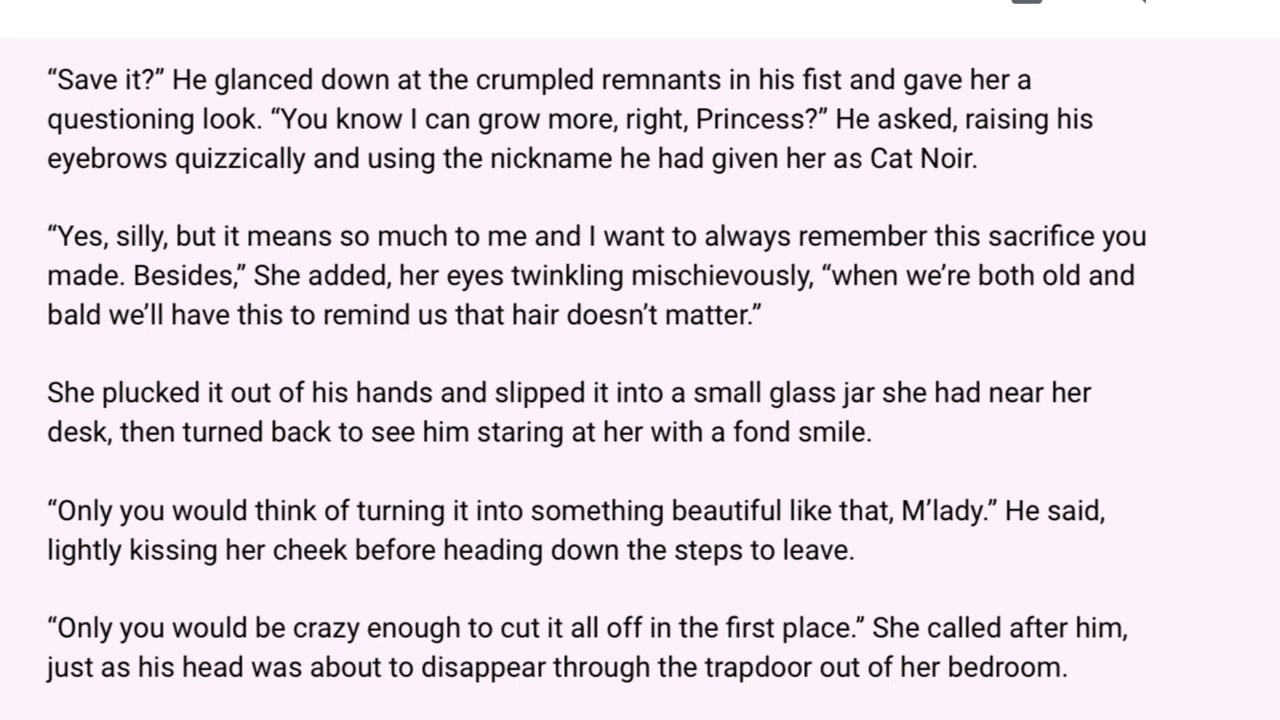 “Save it?” He glanced down at the crumpled remnants in his fist and gave her a
questioning look. “You know I can grow more, right, Princess?” He asked, raising his
eyebrows quizzically and using the nickname he had given her as Cat Noir.
“Yes, silly, but it means so much to me and I want to always remember this sacrifice you
made. Besides,” She added, her eyes twinkling mischievously, “when we’re both old and
bald we’ll have this to remind us that hair doesn’t matter.”
She plucked it out of his hands and slipped it into a small glass jar she had near her
desk, then turned back to see him staring at her with a fond smile.
“Only you would think of turning it into something beautiful like that, M’lady.” He said,
lightly kissing her cheek before heading down the steps to leave.
“Only you would be crazy enough to cut it all off in the first place.” She called after him,
just as his head was about to disappear through the trapdoor out of her bedroom.